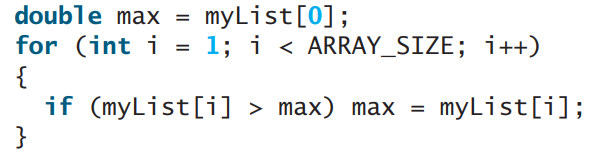 double max = myList[0];
for (int i = 1; i < ARRAY_SIZE; i++)
{
  if (myList[i] > max) max = myList[i];
}